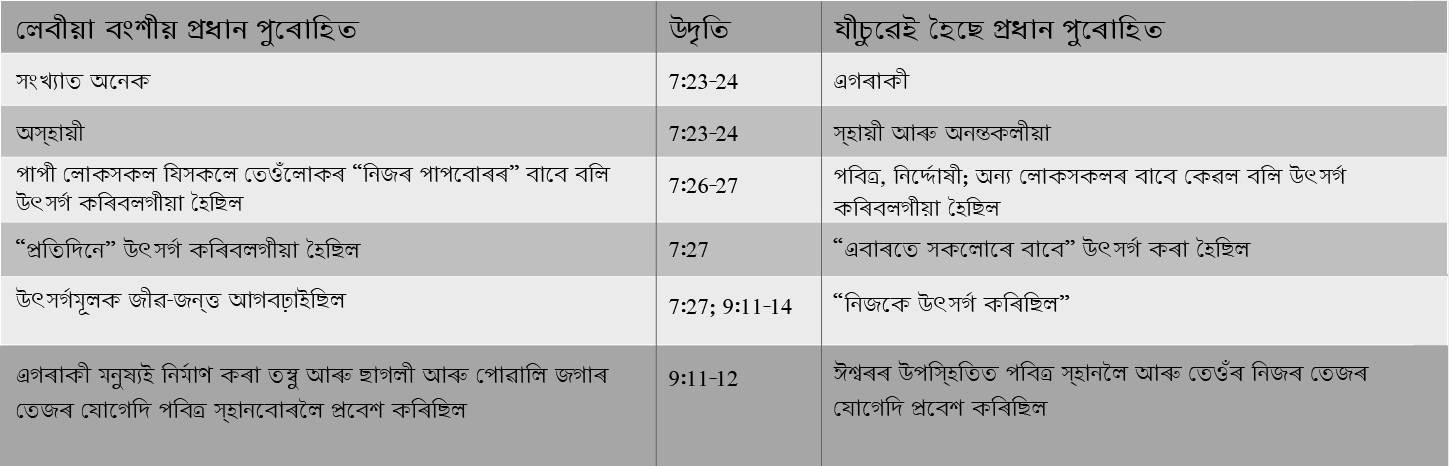 লেবীয়া বংশীয় প্ৰধান পুৰোহিত	উদৃতি	যীচুৱেই হৈছে প্ৰধান পুৰোহিত
সংখ্যাত অনেক	7:23-24	এগৰাকী
অস্হায়ী	7:23-24	স্হায়ী আৰু অনন্তকলীয়া
পাপী লোকসকল যিসকলে তেওঁলোকৰ “নিজৰ পাপবোৰৰ” বাবে বলি
উৎসৰ্গ কৰিবলগীয়া হৈছিল
7:26-27
পবিত্ৰ, নিৰ্দ্দোষী; অন্য লোকসকলৰ বাবে কেৱল বলি উৎসৰ্গ
কৰিবলগীয়া হৈছিল
“প্ৰতিদিনে” উৎসৰ্গ কৰিবলগীয়া হৈছিল	7:27	“এবাৰতে সকলোৰে বাবে” উৎসৰ্গ কৰা হৈছিল
উৎসৰ্গমূলক জীৱ-জন্ত্ত আগবঢ়াইছিল	7:27; 9:11-14	“নিজকে উৎসৰ্গ কৰিছিল”
এগৰাকী মনুষ্যই নিৰ্মাণ কৰা তম্বু আৰু ছাগলী আৰু পোৱালি জগাৰ
তেজৰ যোগেদি পবিত্ৰ স্হানবোৰলৈ প্ৰবেশ কৰিছিল
9:11-12
ঈশ্বৰৰ উপস্হিতিত পবিত্ৰ স্হানলৈ আৰু তেওঁৰ নিজৰ তেজৰ
যোগেদি প্ৰবেশ কৰিছিল